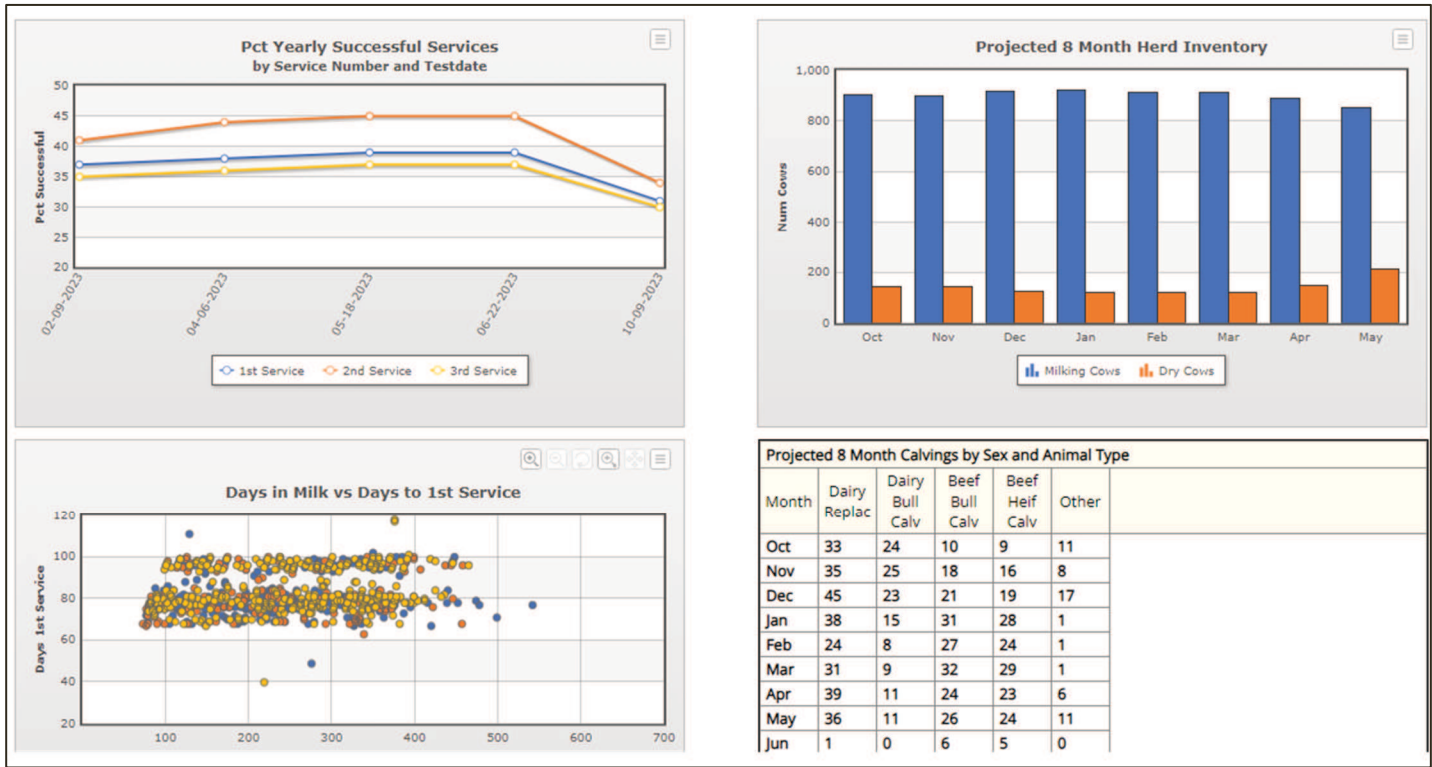 Pct Yearly Successful Services
by Service Number and Testdate
Pct Successful
50
45
40
35
30
25
20
02-09-2023
04-06-2023
05-18-2023
06-22-2023
10-09-2023
1st Service 2nd Service 3rd Service
Projected 8 Month Herd Inventory
Num Cows
1,000
800
600
400
200
0
Oct Nov Dec Jan Feb Mar Apr May
Milking Cows Dry Cows
Days in Milk vs Days to 1st Service
Days 1st Service
120
100
80
60
40
20
100 200 300 400 500 600 700
Projected 8 Month Calvings by Sex and Animal Type
Month Dairy Replac Dairy Bull Calv Beef Bull Calv Beef Heif Calv Other
Oct 33 24 10 9 11
Nov 35 25 18 16 8
Dec 45 23 21 19 17
Jan 38 15 31 28 1
Feb 24 8 27 24 1
Mar 31 9 32 29 1
Apr 39 11 24 23 6
May 36 11 26 24 11
Jun 1 0 6 5 0